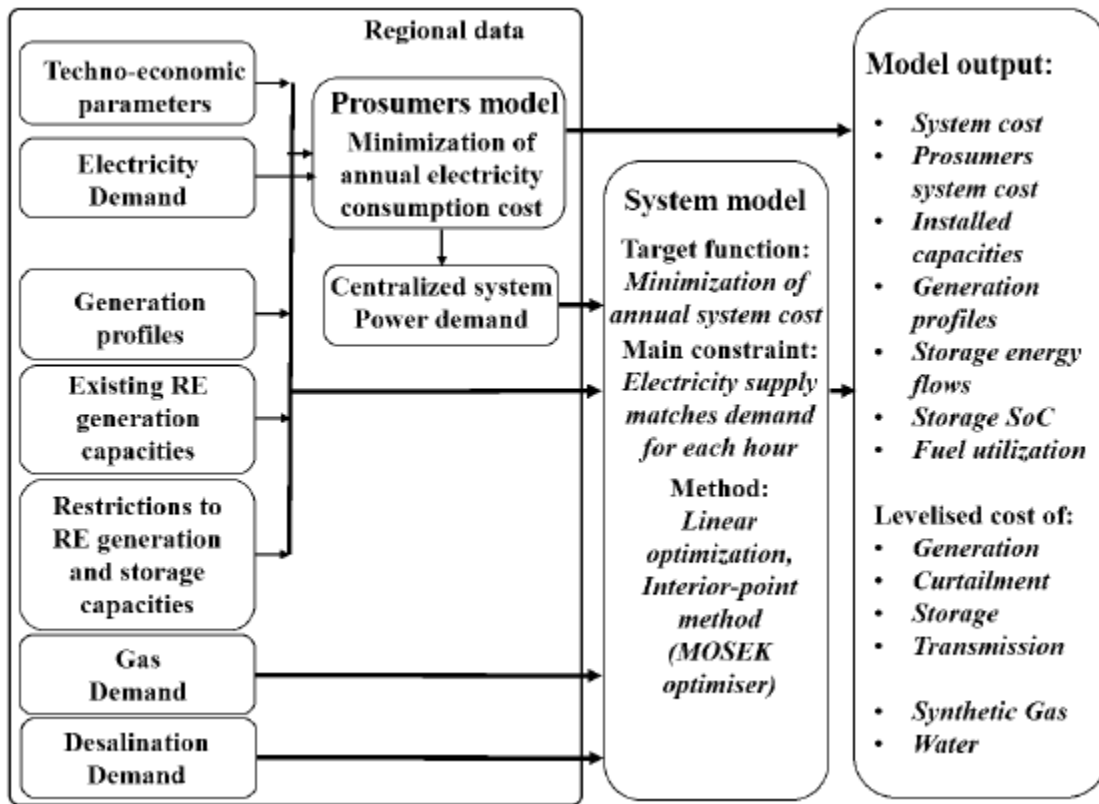 Regional data
Techno-economic
parameters
Electricity
Demand
Generation
profiles
Existing RE
generation
capacities
Restrictions to
RE generation
and storage
capacities
Gas
Demand
Desalination
Demand
Prosumers model
Minimization of
annual electricity
consumption cost
Centralized system
Power demand
System model
Target function:
Minimization of
annual system cost
Main constraint:
Electricity supply
matches demand
for each hour
Method:
Linear
optimization,
Interior-point
method
(MOSEK
optimiser)
Model output:
• System cost
• Prosumers
system cost
• Installed
capacities
• Generation
profiles
• Storage energy
flows
• Storage SoC
• Fuel utilization
Levelised cost of:
• Generation
• Curtailment
• Storage
• Transmission
• Synthetic Gas
• Water